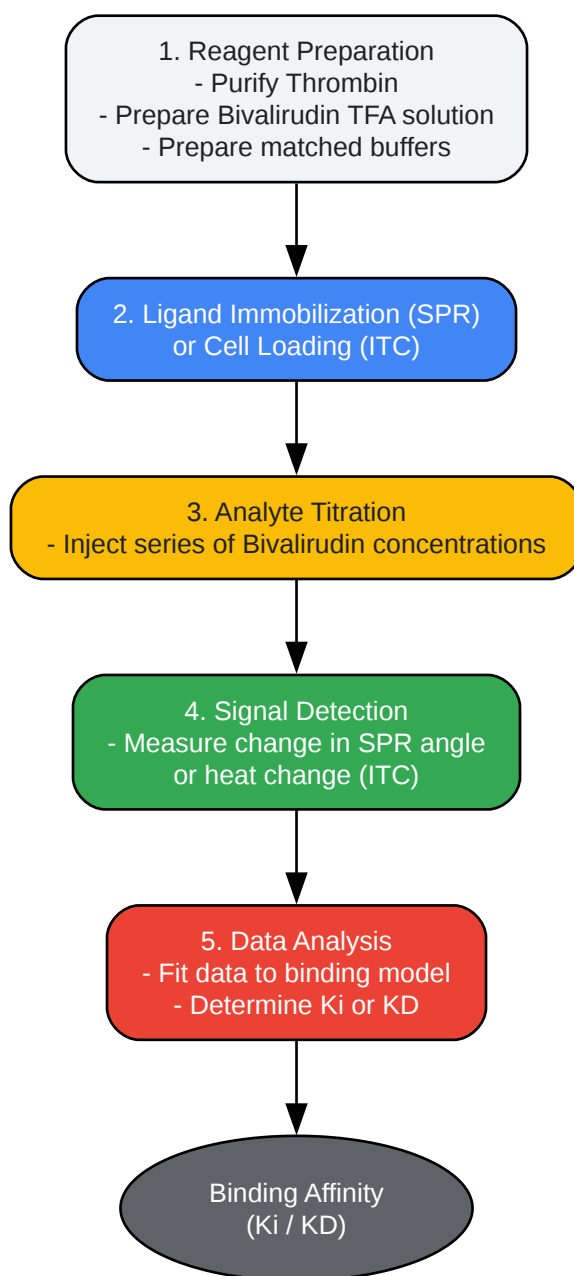 1. Reagent Preparation
- Purify Thrombin
- Prepare Bivalirudin TFA solution
- Prepare matched buffers
2. Ligand Immobilization (SPR)
or Cell Loading (ITC)
3. Analyte Titration
- Inject series of Bivalirudin concentrations
4. Signal Detection
- Measure change in SPR angle
or heat change (ITC)
5. Data Analysis
- Fit data to binding model
- Determine Ki or KD
Binding Affinity
(Ki / KD)